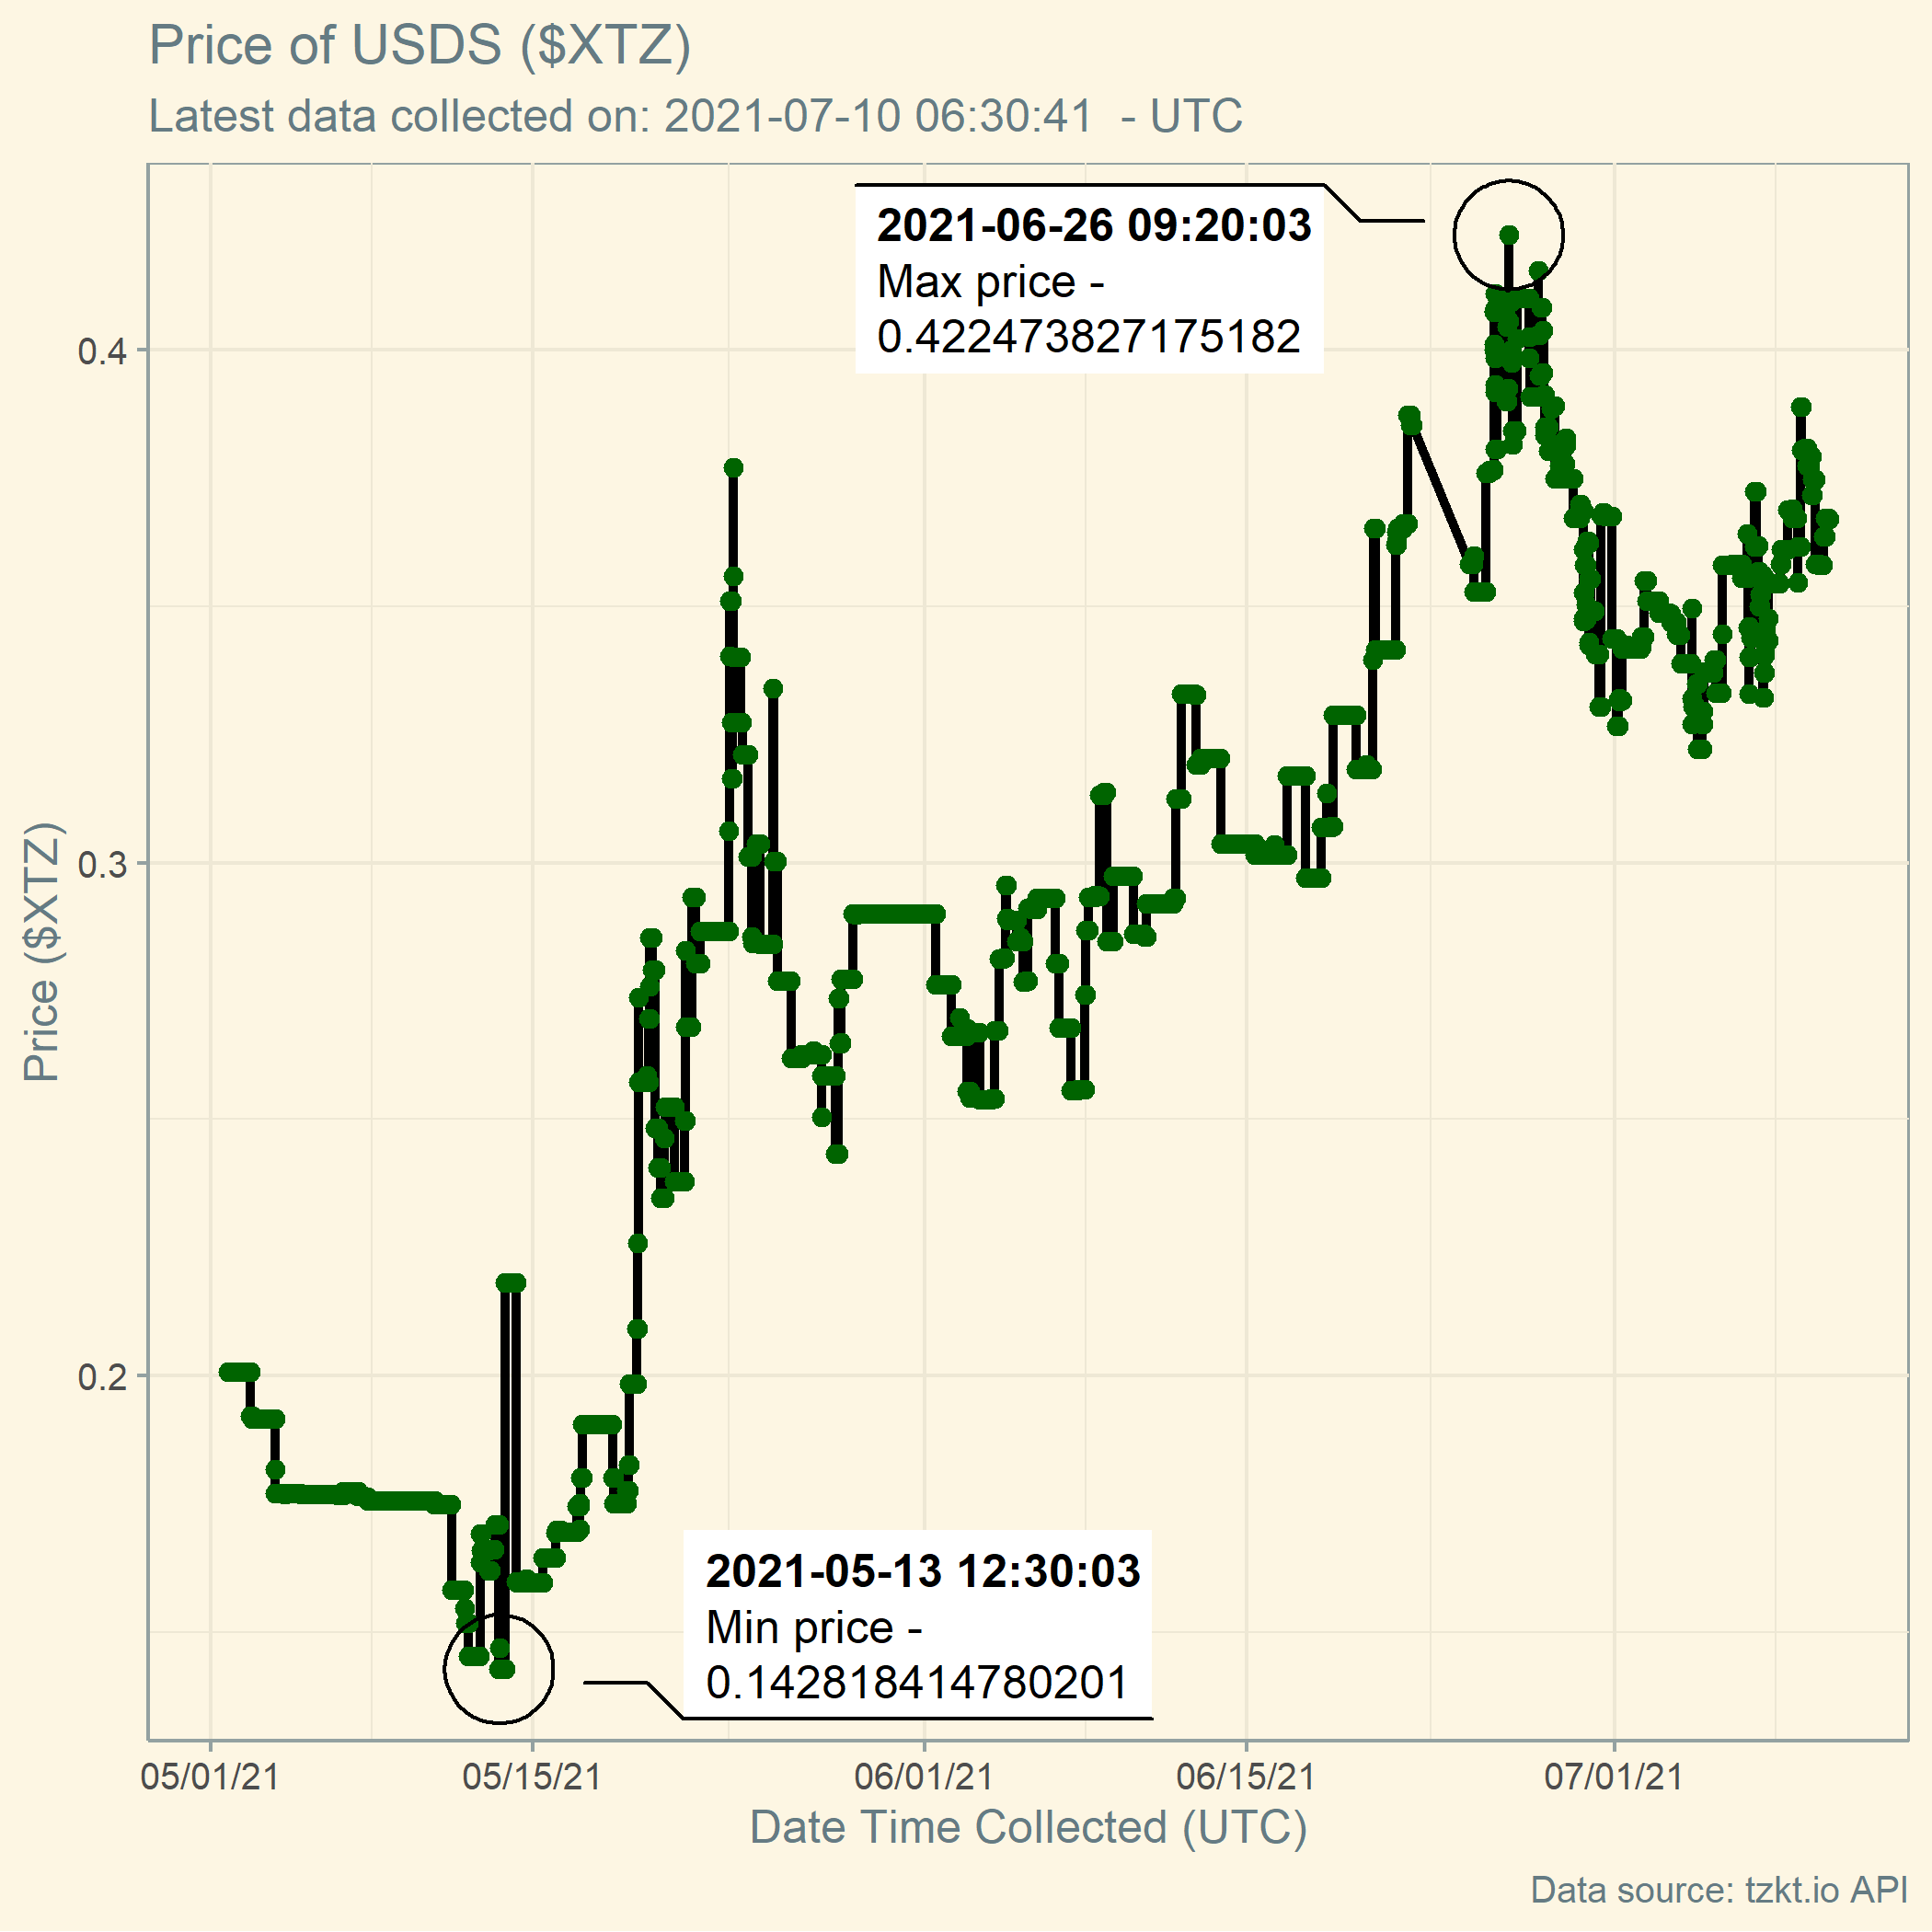 Price of USDS ($XTZ)
Latest data collected on: 2021-07-10 06:30:41  - UTC
2021-06-26 09:20:03
Max price -
0.422473827175182
0.4
0.3
0.2
Price ($XTZ)
2021-05-13 12:30:03
Min price -
0.142818414780201
05/01/21 05/15/21 06/01/21 06/15/21 07/01/21
Date Time Collected (UTC)
Data source: tzkt.io API